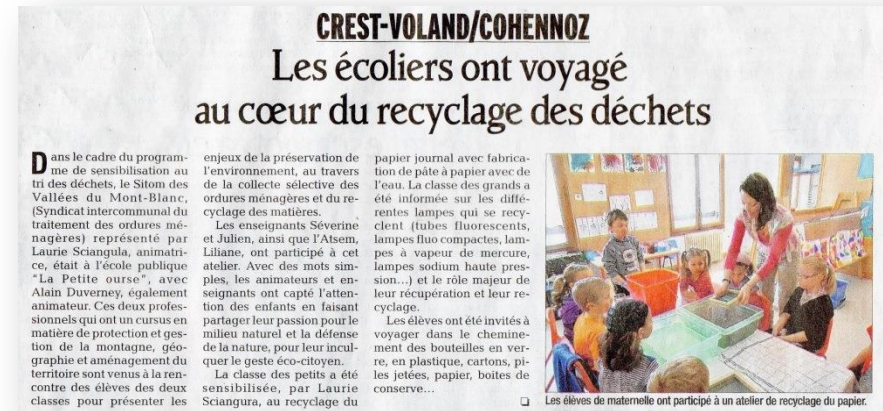 CREST-VOLAND/COHENNOZ
Les écoliers ont voyagé
au cœur du recyclage des déchets
Dans le cadre du program-
me de sensibilisation au
tri des déchets, le Sitom des
Vallées du Mont-Blanc,
(Syndicat intercommunal du
traitement des ordures mé-
nagères) représenté par
Laurie Sciangula, animatri-
ce, était à l'école publique
"La Petite ourse", avec
Alain Duverney, également
animateur. Ces deux profes-
sionnels qui ont un cursus en
matière de protection et ges-
tion de la montagne, géo-
graphie et aménagement du
territoire sont venus à la ren-
contre des élèves des deux
classes pour présenter les
enjeux de la préservation de
l'environnement, au travers
de la collecte sélective des
ordures ménagères et du re-
cyclage des matières.
Les enseignants Séverine
et Julien, ainsi que l'Atsem,
Liliane, ont participé à cet
atelier. Avec des mots sim-
ples, les animateurs et en-
seignants ont capté l'atten-
tion des enfants en faisant
partager leur passion pour le
milieu naturel et la défense
de la nature, pour leur incul-
quer le geste éco-citoyen.
La classe des petits a été
sensibilisée, par Laurie
Sciangura, au recyclage du
papier journal avec fabrica-
tion de pâte à papier avec de
l'eau. La classe des grands a
été informée sur les diffé-
rentes lampes qui se recy-
clent (tubes fluorescents,
lampes fluo compactes, lam-
pes à vapeur de mercure,
lampes sodium haute pres-
sion...) et le rôle majeur de
leur récupération et leur re-
cyclage.
Les élèves ont été invités à
voyager dans le chemine-
ment des bouteilles en ver-
re, en plastique, cartons, pi-
les jetées, papier, boites de
conserve...
Les élèves de maternelle ont participé à un atelier de recyclage du papier.